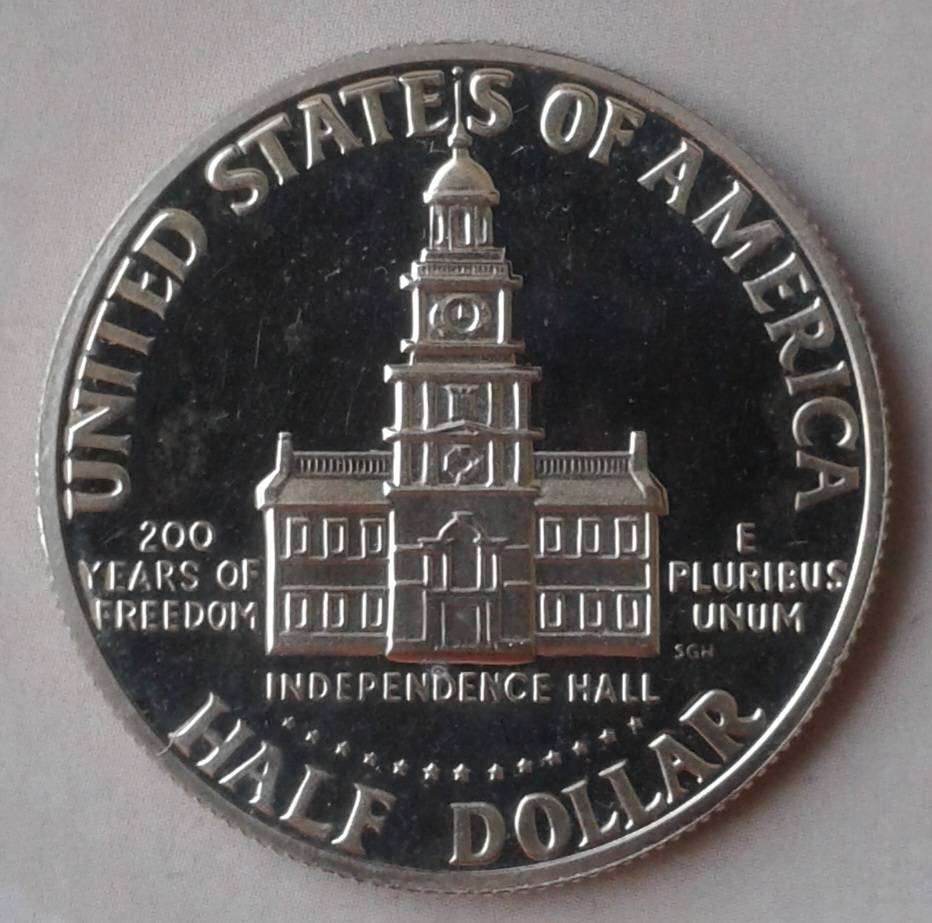 UNITED STATES OF AMERICA
200
YEARS OF
FREEDOM
E
PLURIBUS
UNUM
SGH
INDEPENDENCE HALL
HALF DOLLAR